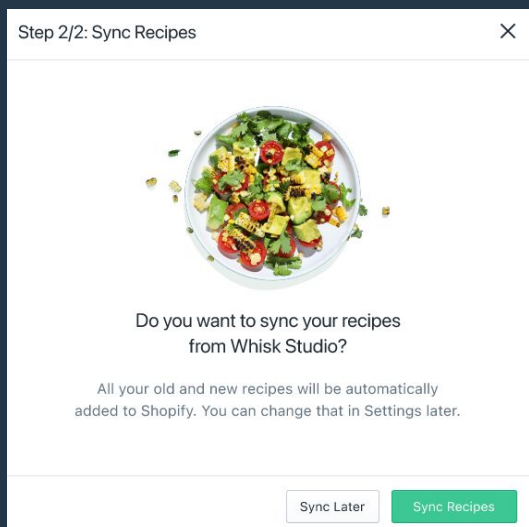 Step 2/2: Sync Recipes
Do you want to sync your recipes
from Whisk Studio?
All your old and new recipes will be automatically
added to Shopify. You can change that in Settings later.
Sync Later
Sync Recipes